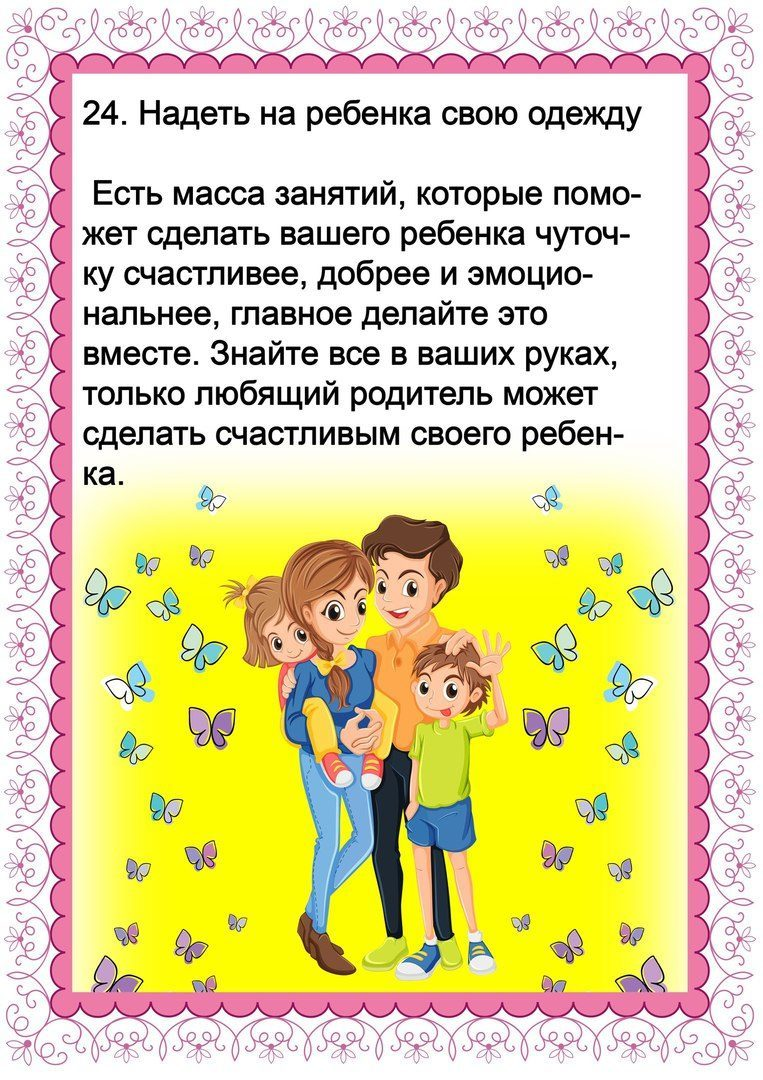 24. Надеть на ребенка свою одежду
Есть масса занятий, которые помо-
жет сделать вашего ребенка чуточ-
ку счастливее, добрее и эмоцио-
нальнее, главное делайте это
вместе. Знайте все в ваших руках,
только любящий родитель может
сделать счастливым своего ребен-
ка.